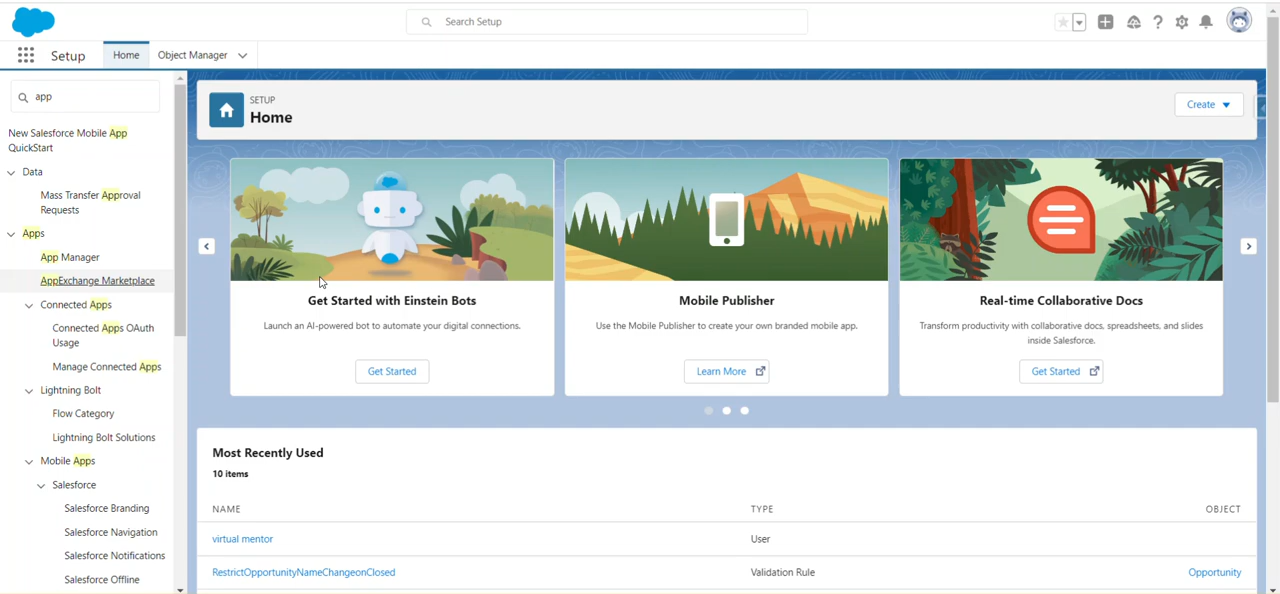 Search Setup
Setup
Home
Object Manager
app
New Salesforce Mobile App
QuickStart
Data
Mass Transfer Approval
Requests
Apps
App Manager
AppExchange Marketplace
Connected Apps
Connected Apps OAuth
Usage
Manage Connected Apps
Lightning Bolt
Flow Category
Lightning Bolt Solutions
Mobile Apps
Salesforce
Salesforce Branding
Salesforce Navigation
Salesforce Notifications
Salesforce Offline
SETUP
Home
Create
Get Started with Einstein Bots
Launch an AI-powered bot to automate your digital connections.
Get Started
Mobile Publisher
Use the Mobile Publisher to create your own branded mobile app.
Learn More
Real-time Collaborative Docs
Transform productivity with collaborative docs, spreadsheets, and slides
inside Salesforce.
Get Started
Most Recently Used
10 items
NAME TYPE OBJECT
virtual mentor User
RestrictOpportunityNameChangeonClosed Validation Rule Opportunity